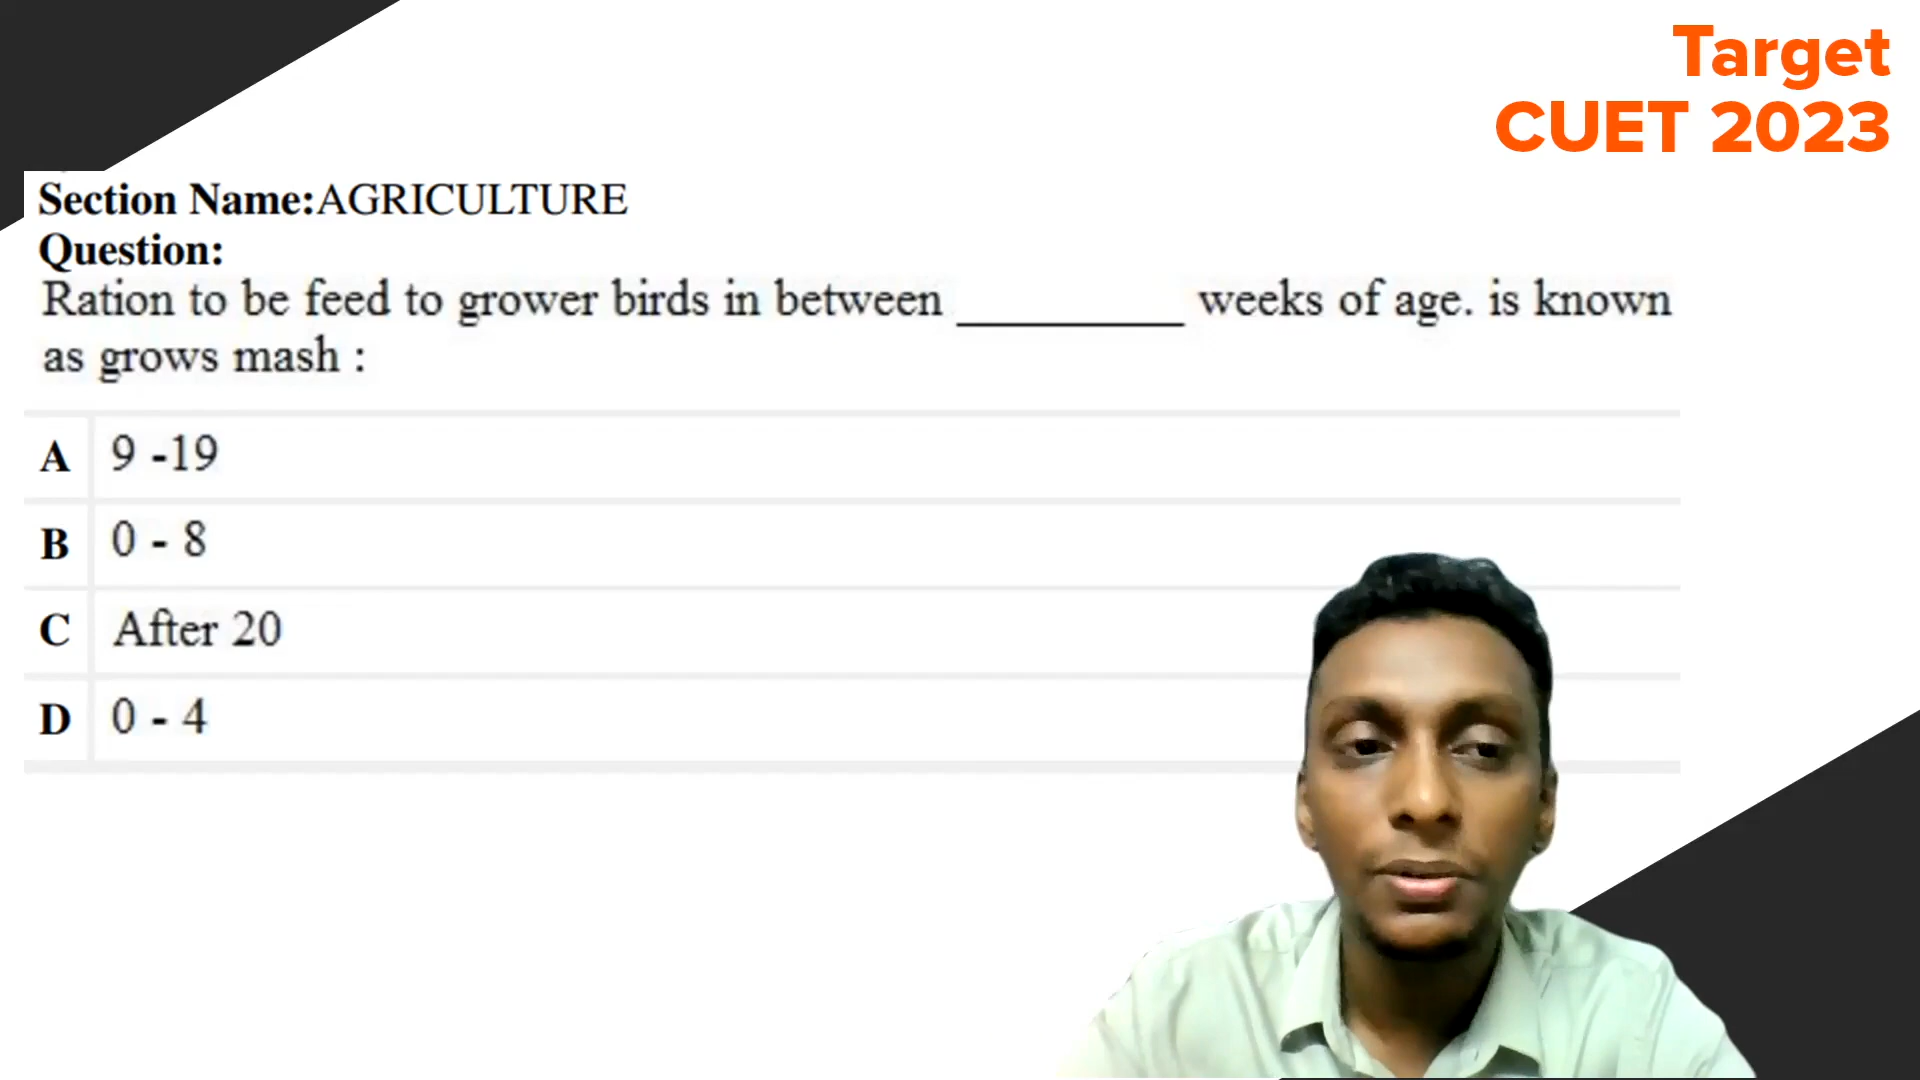 Target
CUET 2023
Section Name:AGRICULTURE
Question:
Ration to be feed to grower birds in between __________ weeks of age. is known
as grows mash :
A 9 -19
B 0 - 8
C After 20
D 0 - 4